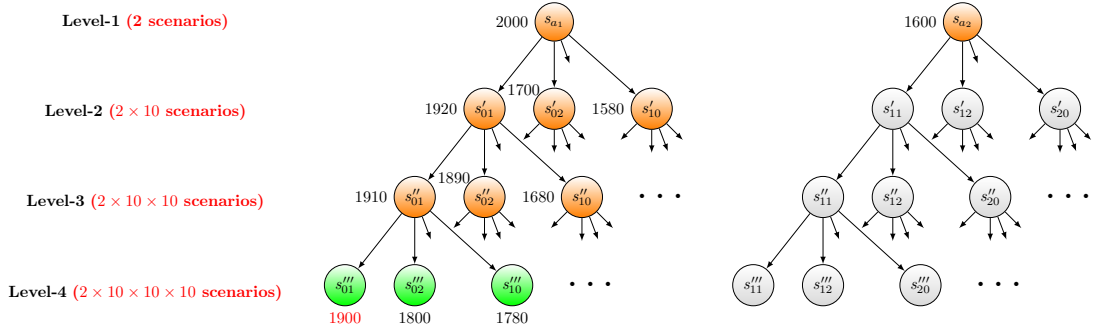 Level-1 (2 scenarios) 2000 s_{a_1} 1600 s_{a_2}
1700
Level-2 (2 × 10 scenarios) 1920 s'_{01} s'_{02} 1580 s'_{10} s'_{11} s'_{12} s'_{20}
1890
Level-3 (2 × 10 × 10 scenarios) 1910 s''_{01} s''_{02} 1680 s''_{10} • • • s''_{11} s''_{12} s''_{20} • • •
Level-4 (2 × 10 × 10 × 10 scenarios) s'''_{01} s'''_{02} s'''_{10} • • • s'''_{11} s'''_{12} s'''_{20} • • •
1900 1800 1780